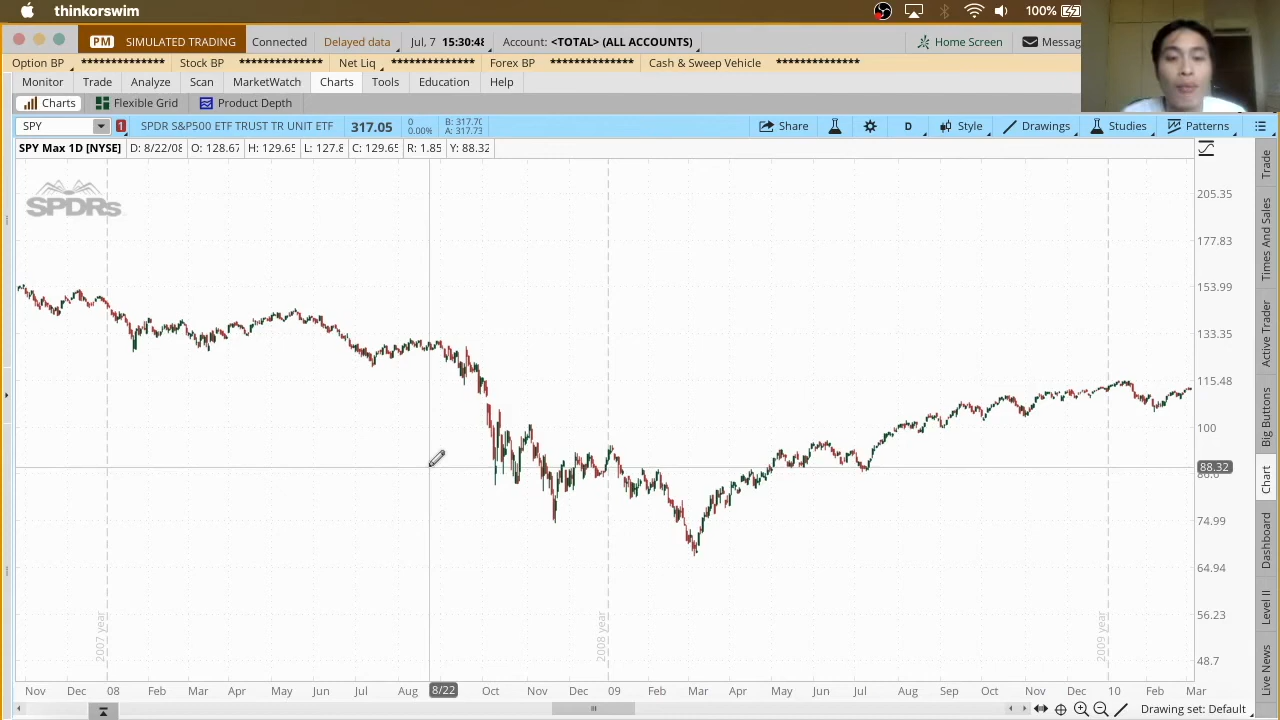 thinkorswim 100%
PM SIMULATED TRADING Connected Delayed data Jul, 7 15:30:48 Account: <TOTAL> (ALL ACCOUNTS) Home Screen Messag
Option BP ************* Stock BP ************* Net Liq ************* Forex BP ************* Cash & Sweep Vehicle *************
Monitor Trade Analyze Scan MarketWatch Charts Tools Education Help
Charts Flexible Grid Product Depth
SPY 1 SPDR S&P500 ETF TRUST TR UNIT ETF 317.05 0 0.00% B: 317.70 A: 317.73 Share D Style Drawings Studies Patterns
SPY Max 1D [NYSE] D: 8/22/08 O: 128.67 H: 129.65 L: 127.8 C: 129.65 R: 1.85 Y: 88.32
SPDRs
205.35
177.83
153.99
133.35
115.48
100
88.32
74.99
64.94
56.23
48.7
2007 year
2008 year
2009 year
Nov Dec 08 Feb Mar Apr May Jun Jul Aug 8/22 Oct Nov Dec 09 Feb Mar Apr May Jun Jul Aug Sep Oct Nov Dec 10 Feb Mar
Drawing set: Default
Trade
Times And Sales
Active Trader
Big Buttons
Chart
Dashboard
Level II
Live News